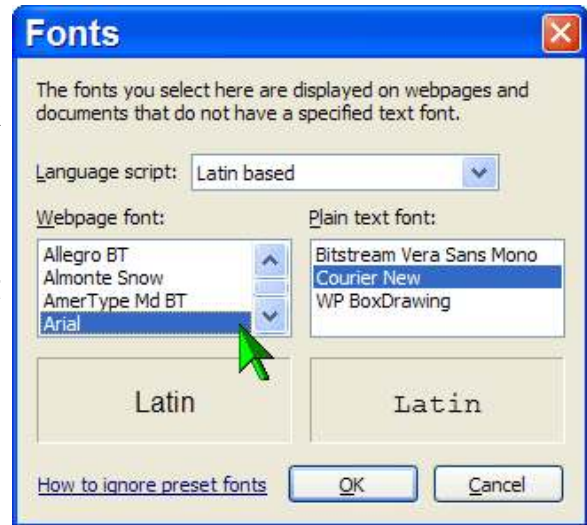 Fonts
The fonts you select here are displayed on webpages and
documents that do not have a specified text font.
Language script: Latin based
Webpage font:
Allegro BT
Almonte Snow
AmerType Md BT
Arial
Latin
Plain text font:
Bitstream Vera Sans Mono
Courier New
WP BoxDrawing
Latin
How to ignore preset fonts
OK
Cancel